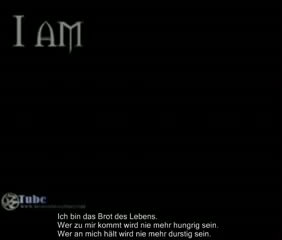 I AM
Tube
Ich bin das Brot des Lebens.
Wer zu mir kommt wird nie mehr hungrig sein.
Wer an mich hält wird nie mehr durstig sein.